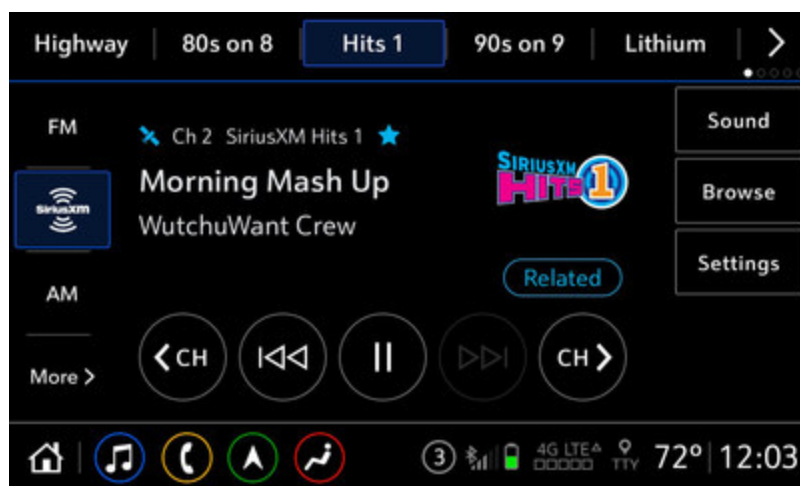 Highway 80s on 8 Hits 1 90s on 9 Lithium
FM
siriusxm
AM
More
Ch 2 SiriusXM Hits 1
Morning Mash Up
WutchuWant Crew
SIRIUSXM
HITS 1
Related
CH CH
Sound
Browse
Settings
3 4G LTE TTY 72° 12:03